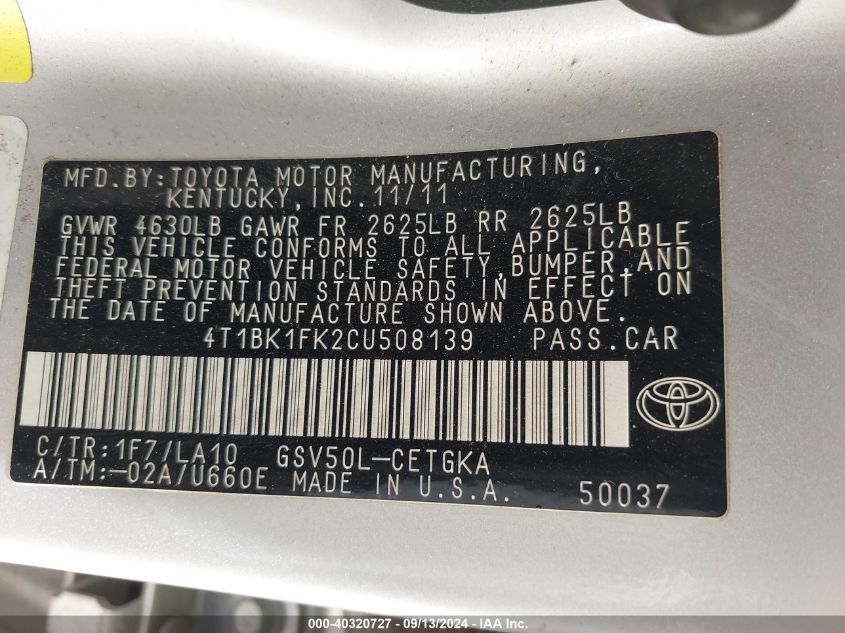 MFD. BY: TOYOTA MOTOR MANUFACTURING,
KENTUCKY, INC. 11/11
GVWR 4630LB GAWR FR 2625LB RR 2625LB
THIS VEHICLE CONFORMS TO ALL APPLICABLE
FEDERAL MOTOR VEHICLE SAFETY, BUMPER, AND
THEFT PREVENTION STANDARDS IN EFFECT ON
THE DATE OF MANUFACTURE SHOWN ABOVE.
4T1BK1FK2CU508139 PASS. CAR
C/TR: 1F7/LA10 GSV50L-CETGKA
A/TM:-02A/U660E MADE IN U.S.A. 50037
000-40320727 - 09/13/2024 - IAA Inc.